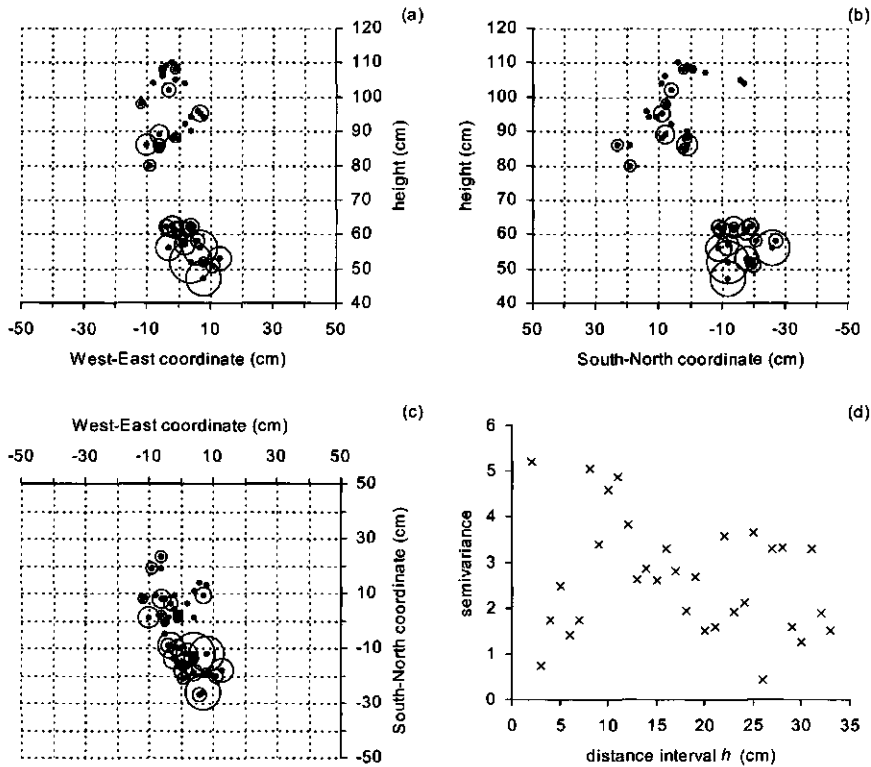 (a)
120
110
100
90
80
70
60
50
40
height (cm)
-50 -30 -10 10 30 50
West-East coordinate (cm)
(b)
120
110
100
90
80
70
60
50
40
height (cm)
50 30 10 -10 -30 -50
South-North coordinate (cm)
(c)
West-East coordinate (cm)
-50 -30 -10 10 30 50
50
30
10
-10
-30
-50
South-North coordinate (cm)
(d)
6
5
4
3
2
1
0
semivariance
0 5 10 15 20 25 30 35
distance interval h (cm)